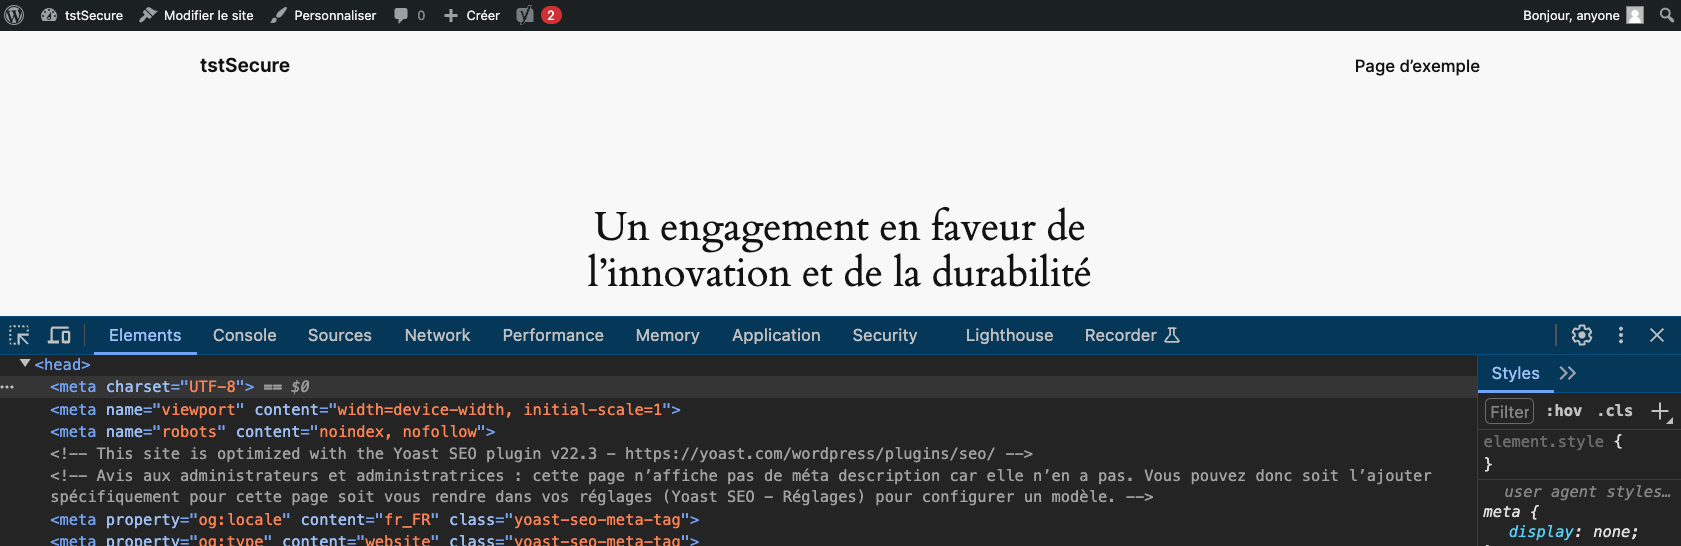 tstSecure Modifier le site Personnaliser 0 Créer 2 Bonjour, anyone
tstSecure Page d’exemple
Un engagement en faveur de
l’innovation et de la durabilité
Elements Console Sources Network Performance Memory Application Security Lighthouse Recorder
<head>
<meta charset="UTF-8"> == $0
<meta name="viewport" content="width=device-width, initial-scale=1">
<meta name="robots" content="noindex, nofollow">
<!-- This site is optimized with the Yoast SEO plugin v22.3 - https://yoast.com/wordpress/plugins/seo/ -->
<!-- Avis aux administrateurs et administratrices : cette page n’affiche pas de méta description car elle n’en a pas. Vous pouvez donc soit l’ajouter
spécifiquement pour cette page soit vous rendre dans vos réglages (Yoast SEO - Réglages) pour configurer un modèle. -->
<meta property="og:locale" content="fr_FR" class="yoast-seo-meta-tag">
<meta property="og:type" content="website" class="yoast-seo-meta-tag">
Styles
Filter :hov .cls
element.style {
}
user agent styles…
meta {
display: none;